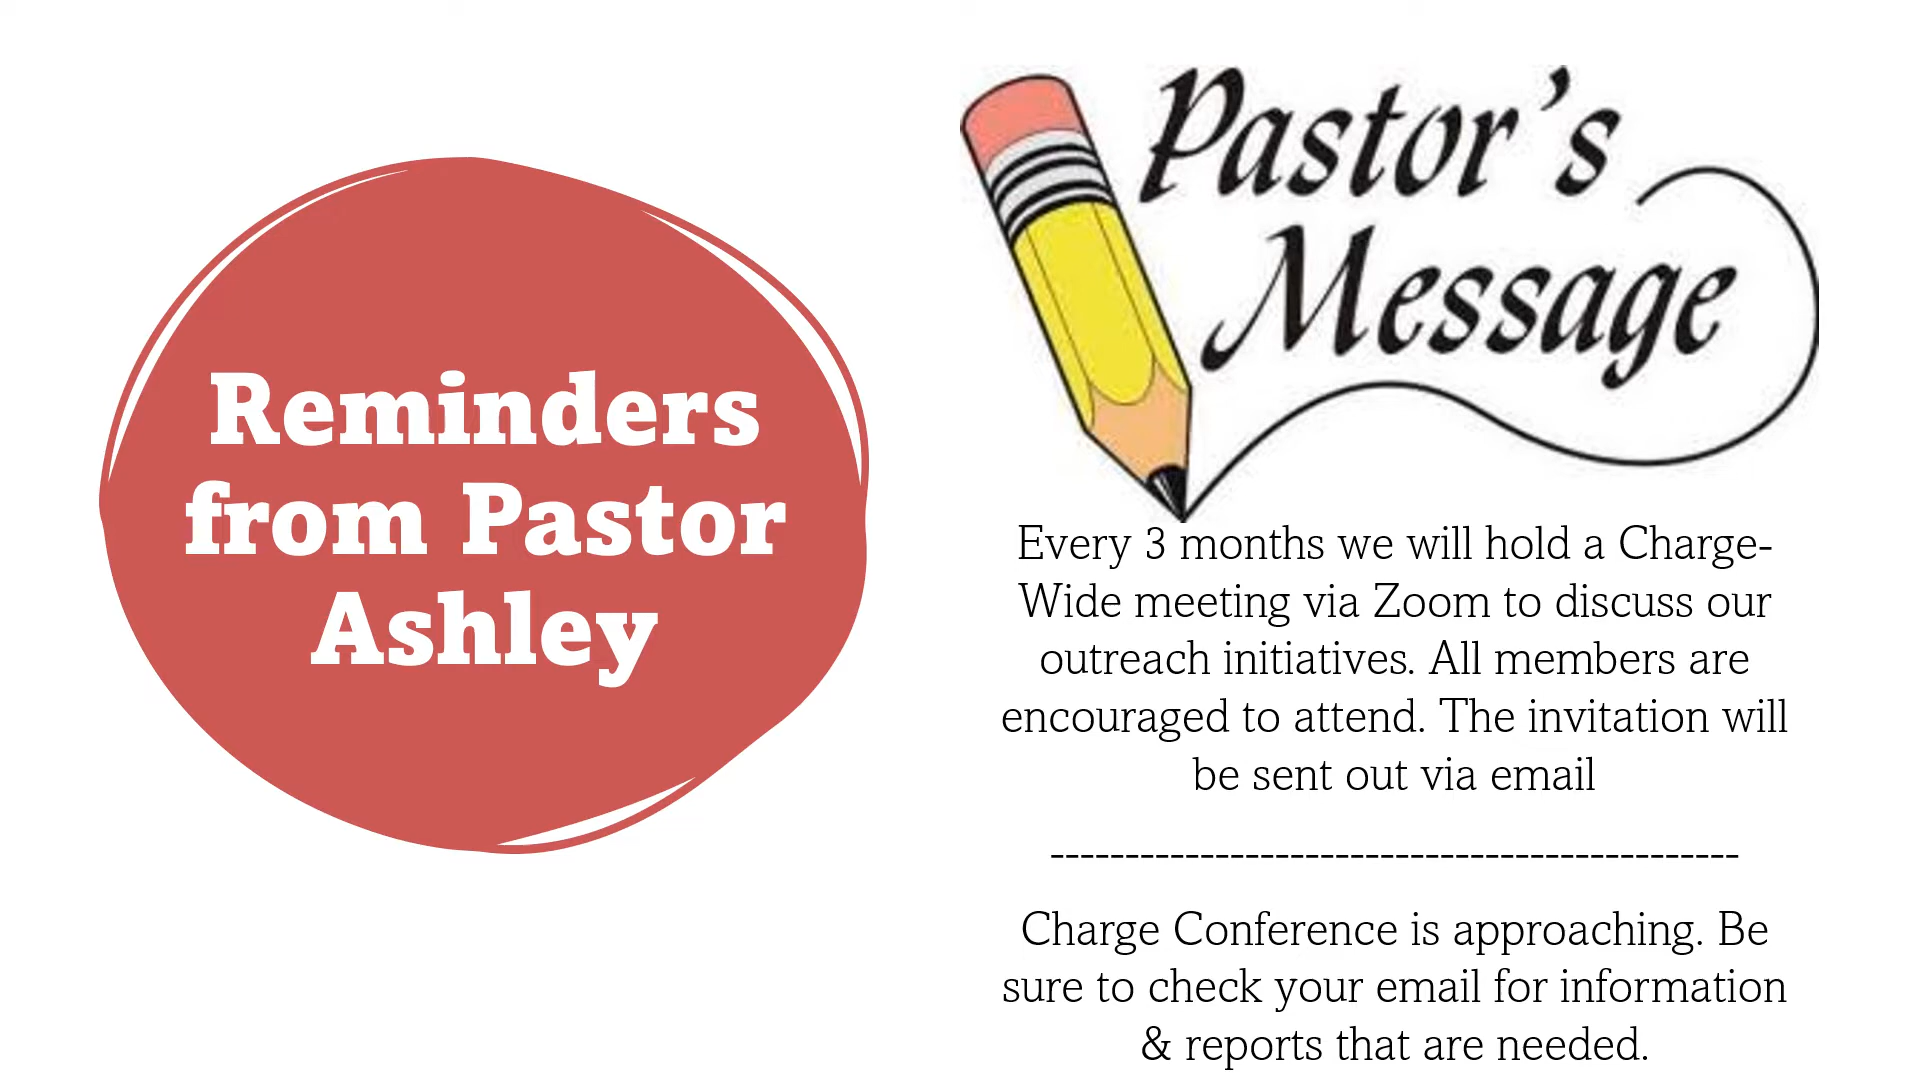 Reminders
from Pastor
Ashley
Pastor's
Message
Every 3 months we will hold a Charge-
Wide meeting via Zoom to discuss our
outreach initiatives. All members are
encouraged to attend. The invitation will
be sent out via email
----------------------------------------------
Charge Conference is approaching. Be
sure to check your email for information
& reports that are needed.